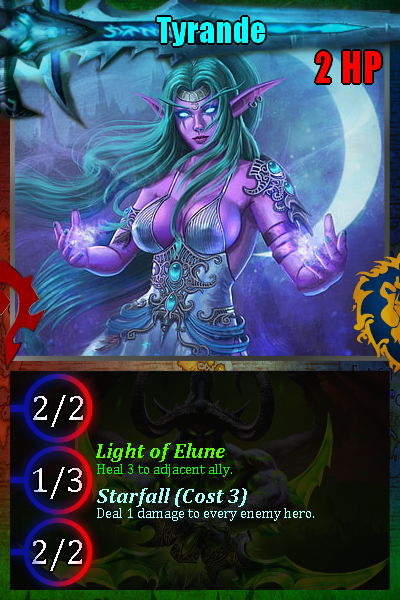 Tyrande
2 HP
2/2
Light of Elune
Heal 3 to adjacent ally.
1/3
Starfall (Cost 3)
Deal 1 damage to every enemy hero.
2/2